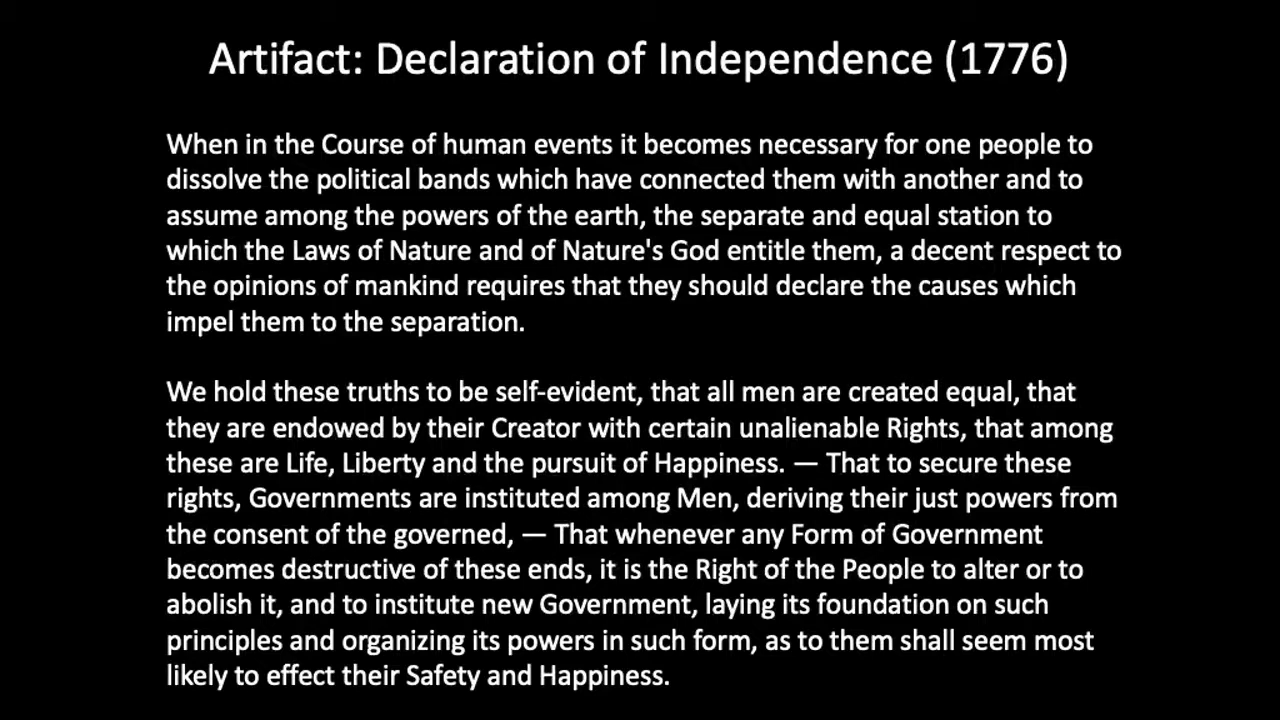 Artifact: Declaration of Independence (1776)
When in the Course of human events it becomes necessary for one people to
dissolve the political bands which have connected them with another and to
assume among the powers of the earth, the separate and equal station to
which the Laws of Nature and of Nature's God entitle them, a decent respect to
the opinions of mankind requires that they should declare the causes which
impel them to the separation.
We hold these truths to be self-evident, that all men are created equal, that
they are endowed by their Creator with certain unalienable Rights, that among
these are Life, Liberty and the pursuit of Happiness. — That to secure these
rights, Governments are instituted among Men, deriving their just powers from
the consent of the governed, — That whenever any Form of Government
becomes destructive of these ends, it is the Right of the People to alter or to
abolish it, and to institute new Government, laying its foundation on such
principles and organizing its powers in such form, as to them shall seem most
likely to effect their Safety and Happiness.